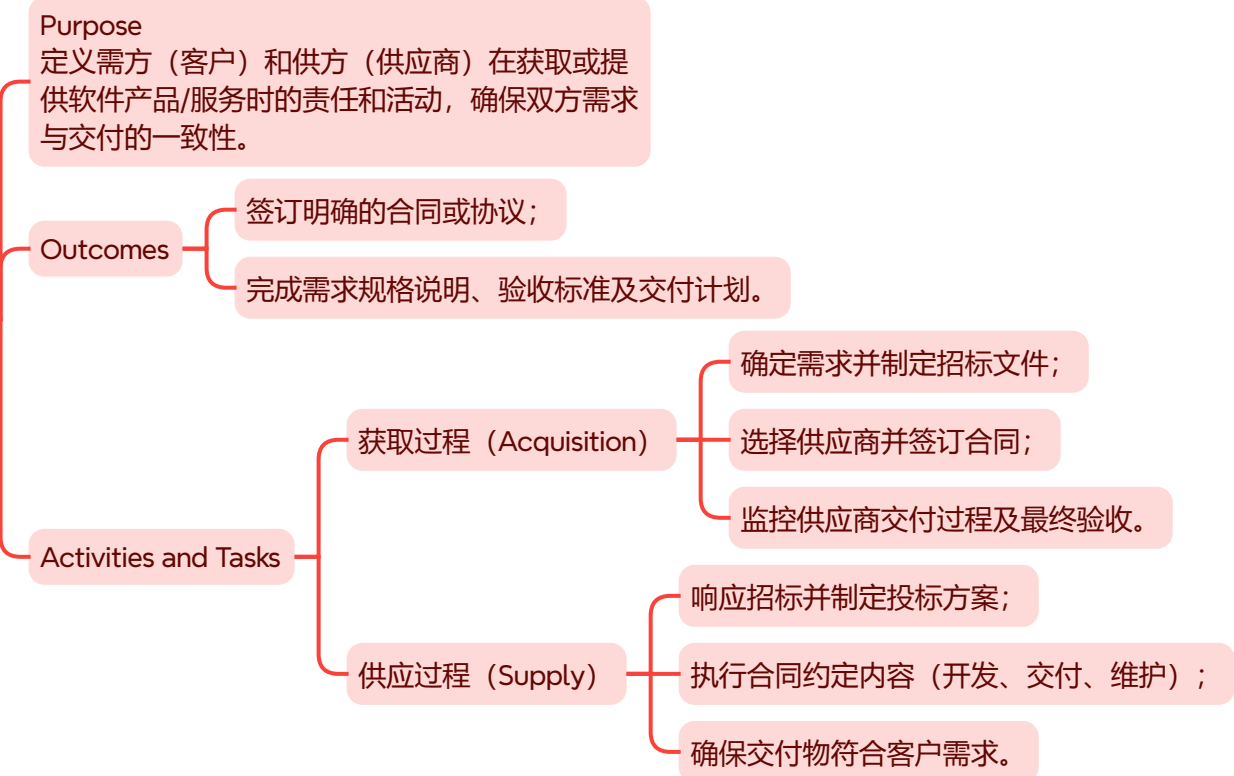 Purpose
定义需方（客户）和供方（供应商）在获取或提
供软件产品/服务时的责任和活动，确保双方需求
与交付的一致性。
Outcomes
签订明确的合同或协议；
完成需求规格说明、验收标准及交付计划。
Activities and Tasks
获取过程（Acquisition）
确定需求并制定招标文件；
选择供应商并签订合同；
监控供应商交付过程及最终验收。
供应过程（Supply）
响应招标并制定投标方案；
执行合同约定内容（开发、交付、维护）；
确保交付物符合客户需求。